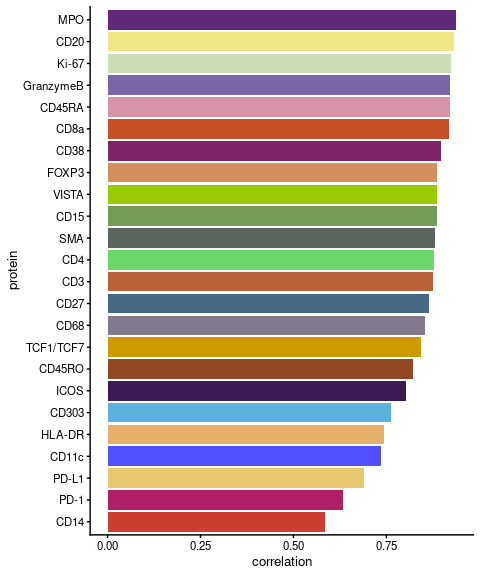 MPO
CD20
Ki-67
GranzymeB
CD45RA
CD8a
CD38
FOXP3
VISTA
CD15
SMA
CD4
CD3
CD27
CD68
TCF1/TCF7
CD45RO
ICOS
CD303
HLA-DR
CD11c
PD-L1
PD-1
CD14
protein
0.00 0.25 0.50 0.75
correlation